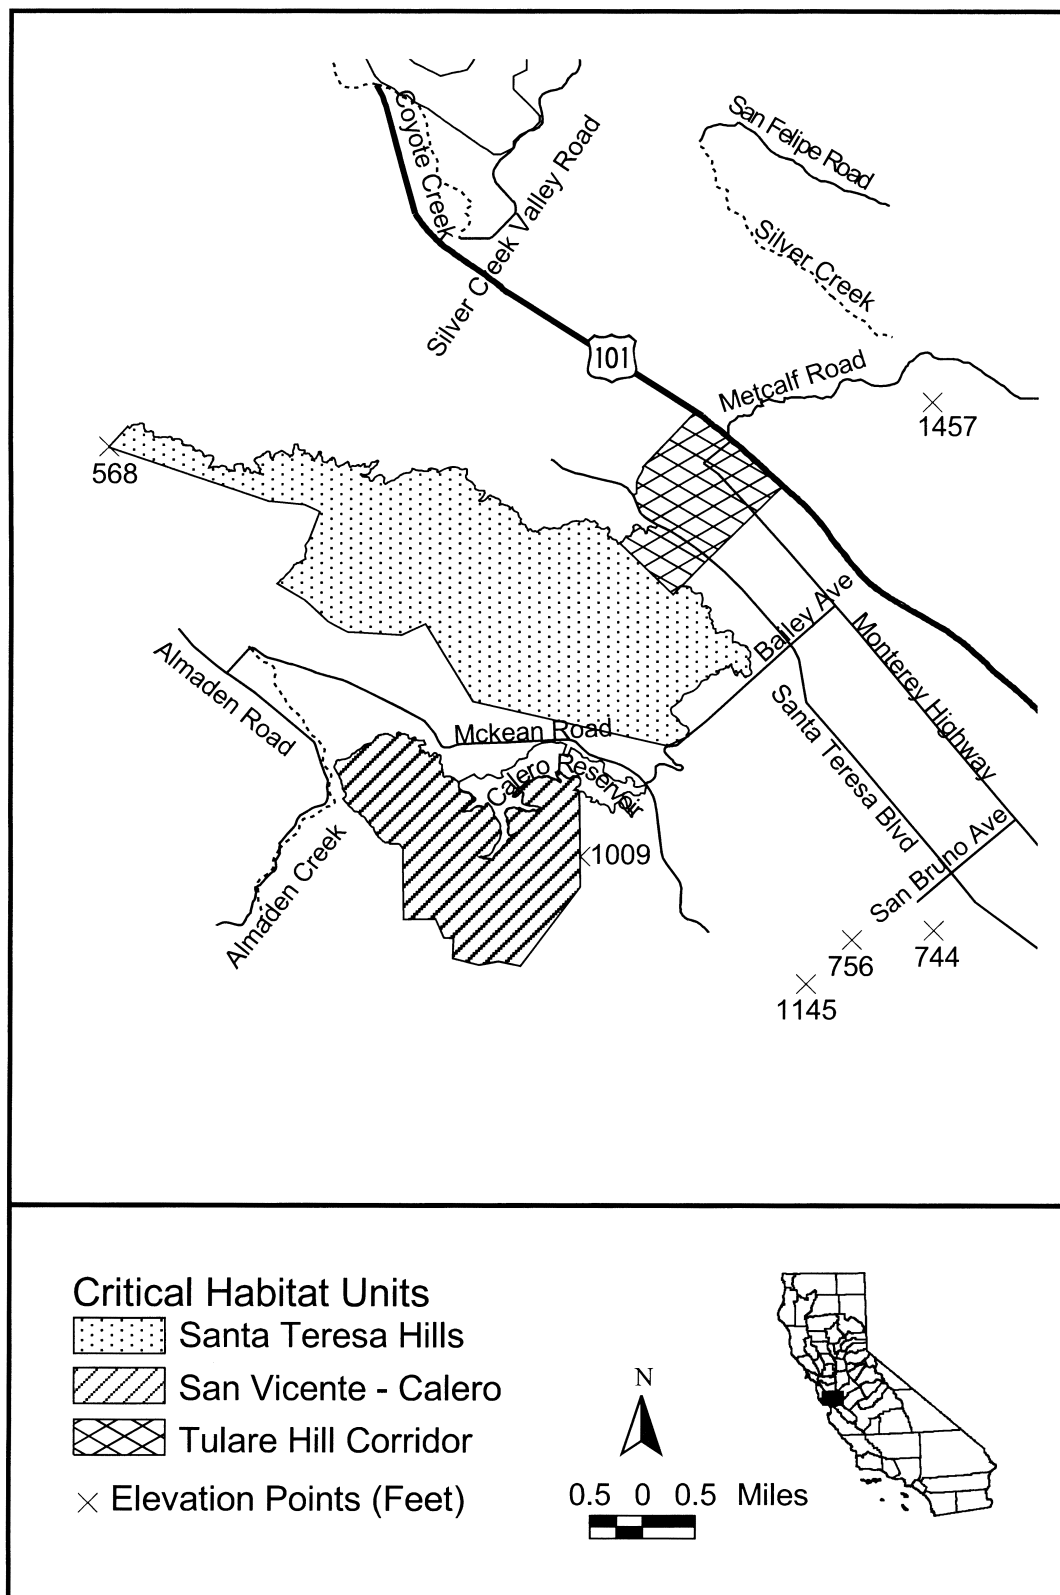 Coyote Creek
Silver Creek Valley Road
San Felipe Road
Silver Creek
101
Metcalf Road
1457
568
Bailey Ave
Monterey Highway
Almaden Road
Mckean Road
Santa Teresa Blvd
Calero Reservoir
Almaden Creek
1009
San Bruno Ave
756
744
1145
Critical Habitat Units
Santa Teresa Hills
San Vicente - Calero
Tulare Hill Corridor
Elevation Points (Feet)
N
0.5 0 0.5 Miles